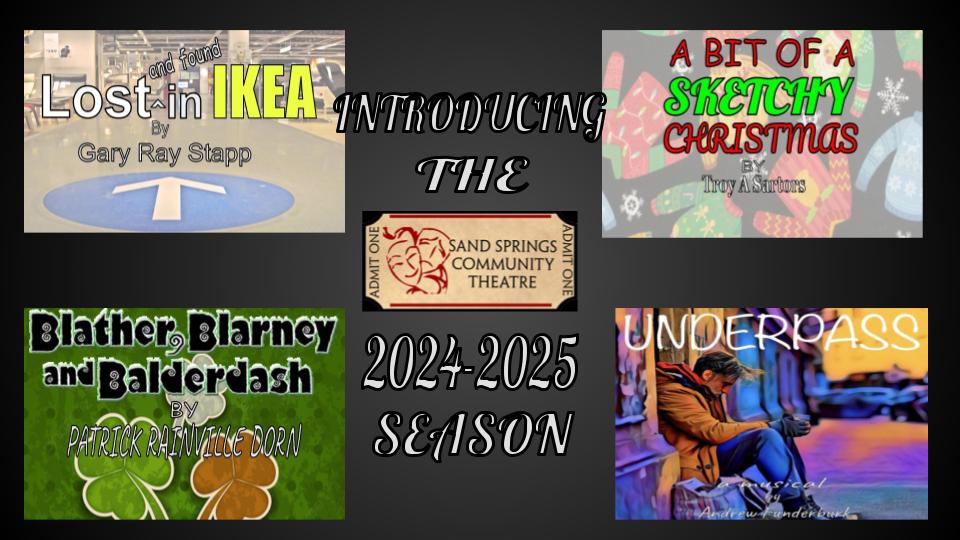 and found
Lost^in IKEA
By
Gary Ray Stapp
INTRODUCING
THE
ADMIT ONE
SAND SPRINGS
COMMUNITY
THEATRE
ADMIT ONE
2024-2025
SEASON
A BIT OF A
SKETCHY
CHRISTMAS
BY
Troy A Sartors
Blather, Blarney
and Balderdash
BY
PATRICK RAINVILLE DORN
UNDERPASS
a musical
by
Andrew Funderburk